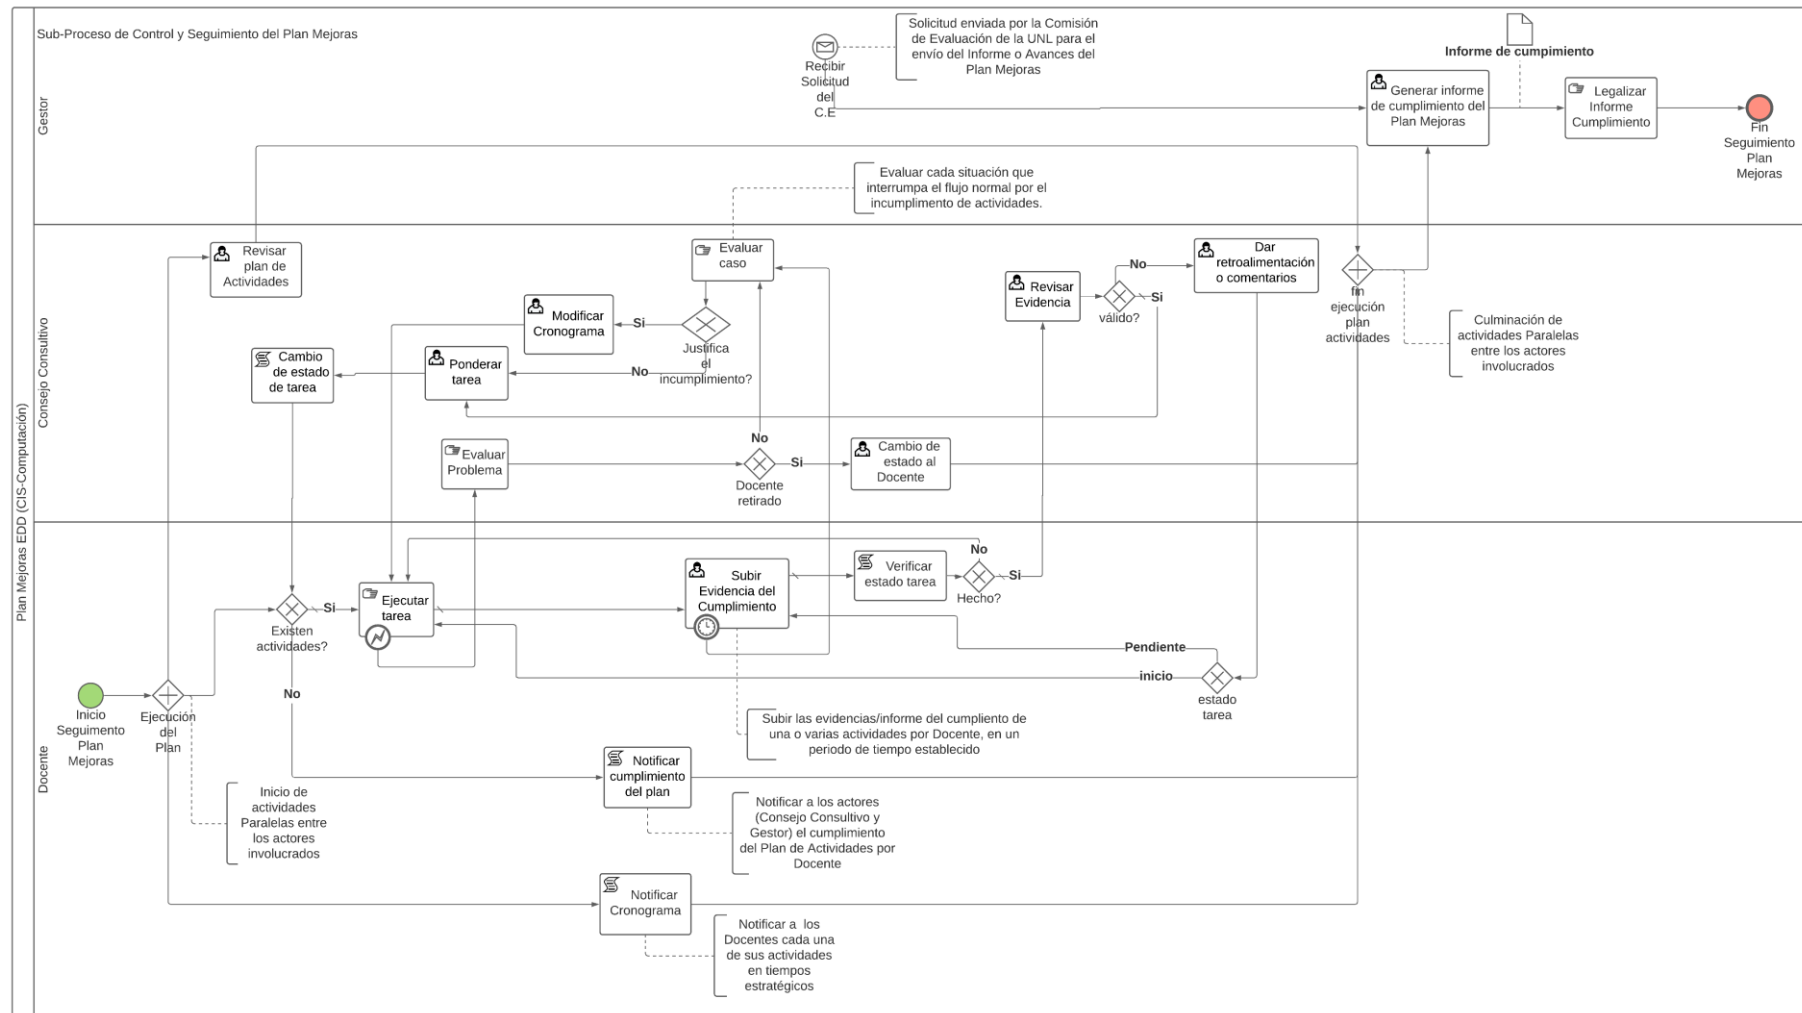 Plan Mejoras EDD (CIS-Computación)
Sub-Proceso de Control y Seguimiento del Plan Mejoras
Gestor
Recibir
Solicitud
del
C.E
Solicitud enviada por la Comisión
de Evaluación de la UNL para el
envío del Informe o Avances del
Plan Mejoras
Informe de cumpimiento
Generar informe
de cumplimiento del
Plan Mejoras
Legalizar
Informe
Cumplimiento
Fin
Seguimiento
Plan
Mejoras
Evaluar cada situación que
interrumpa el flujo normal por el
incumplimento de actividades.
Consejo Consultivo
Revisar
plan de
Actividades
Evaluar
caso
Modificar
Cronograma
Si
Justifica
el
incumplimiento?
No
Ponderar
tarea
Cambio
de estado
de tarea
Revisar
Evidencia
válido?
No
Si
Dar
retroalimentación
o comentarios
fin
ejecución
plan
actividades
Culminación de
actividades Paralelas
entre los actores
involucrados
Evaluar
Problema
No
Docente
retirado
Si
Cambio de
estado al
Docente
Docente
Inicio
Seguimento
Plan
Mejoras
Ejecución
del
Plan
Existen
actividades?
Si
No
Ejecutar
tarea
Subir
Evidencia del
Cumplimiento
Verificar
estado tarea
No
Hecho?
Si
Pendiente
inicio
estado
tarea
Subir las evidencias/informe del cumpliento de
una o varias actividades por Docente, en un
periodo de tiempo establecido
Inicio de
actividades
Paralelas entre
los actores
involucrados
Notificar
cumplimiento
del plan
Notificar a los actores
(Consejo Consultivo y
Gestor) el cumplimiento
del Plan de Actividades por
Docente
Notificar
Cronograma
Notificar a los
Docentes cada una
de sus actividades
en tiempos
estratégicos